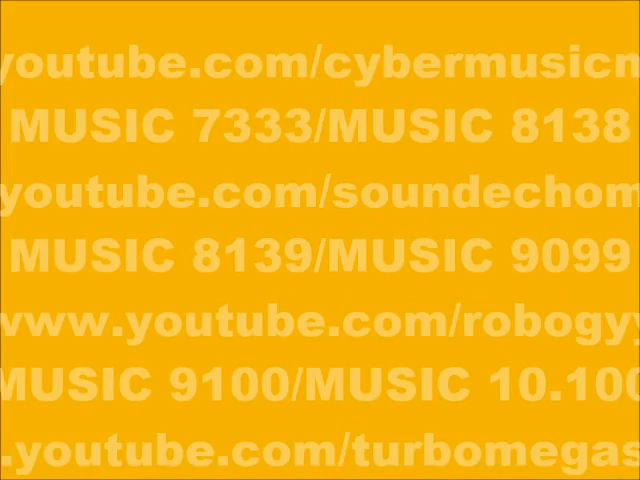 youtube.com/cybermusicn
MUSIC 7333/MUSIC 8138
youtube.com/soundechom
MUSIC 8139/MUSIC 9099
www.youtube.com/robogyy
MUSIC 9100/MUSIC 10.100
.youtube.com/turbomegas